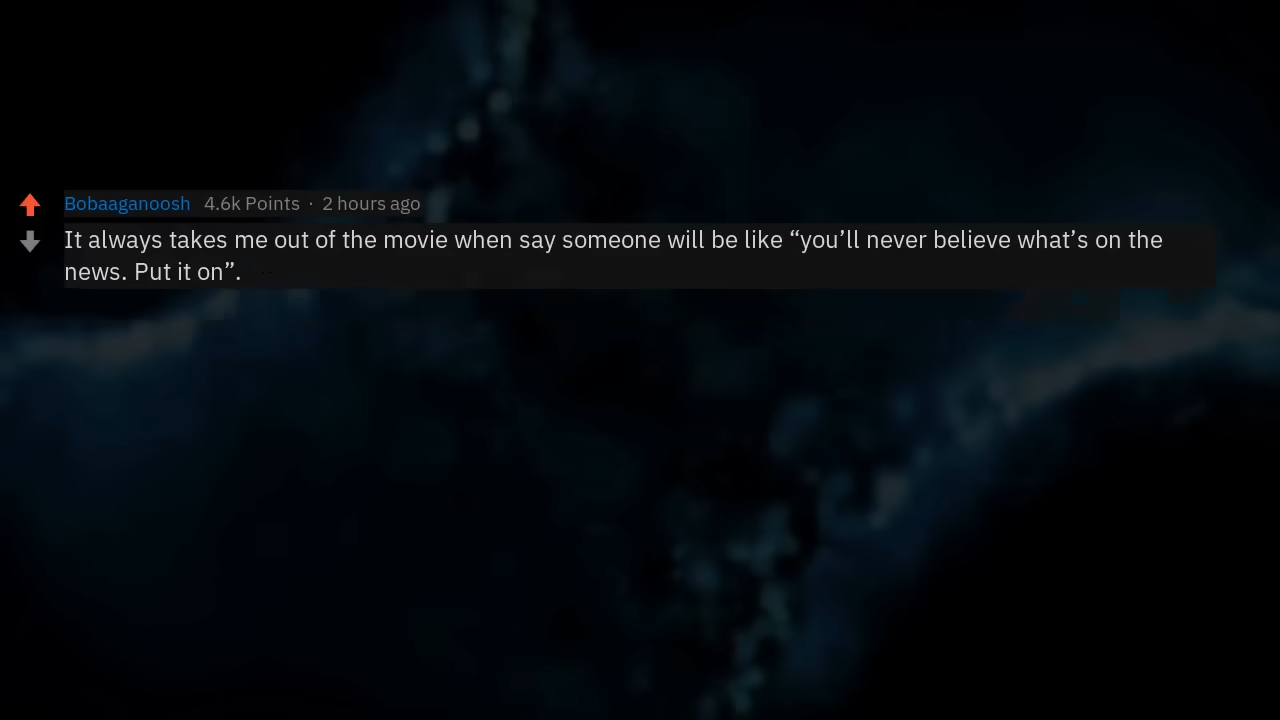 Bobaaganoosh 4.6k Points · 2 hours ago
It always takes me out of the movie when say someone will be like “you’ll never believe what’s on the
news. Put it on”.